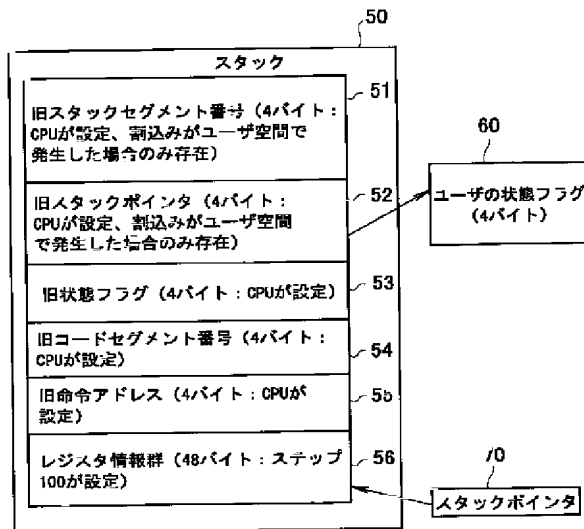 50
スタック
51
旧スタックセグメント番号（4バイト：
CPUが設定、割込みがユーザ空間で
発生した場合のみ存在）
60
ユーザの状態フラグ
（4バイト）
52
旧スタックポインタ（4バイト：
CPUが設定、割込みがユーザ空間
で発生した場合のみ存在）
53
旧状態フラグ（4バイト：CPUが設定）
旧コードセグメント番号（4バイト：
CPUが設定）
54
旧命令アドレス（4バイト：CPUが
設定）
55
レジスタ情報群（48バイト：ステップ
100が設定）
56
70
スタックポインタ